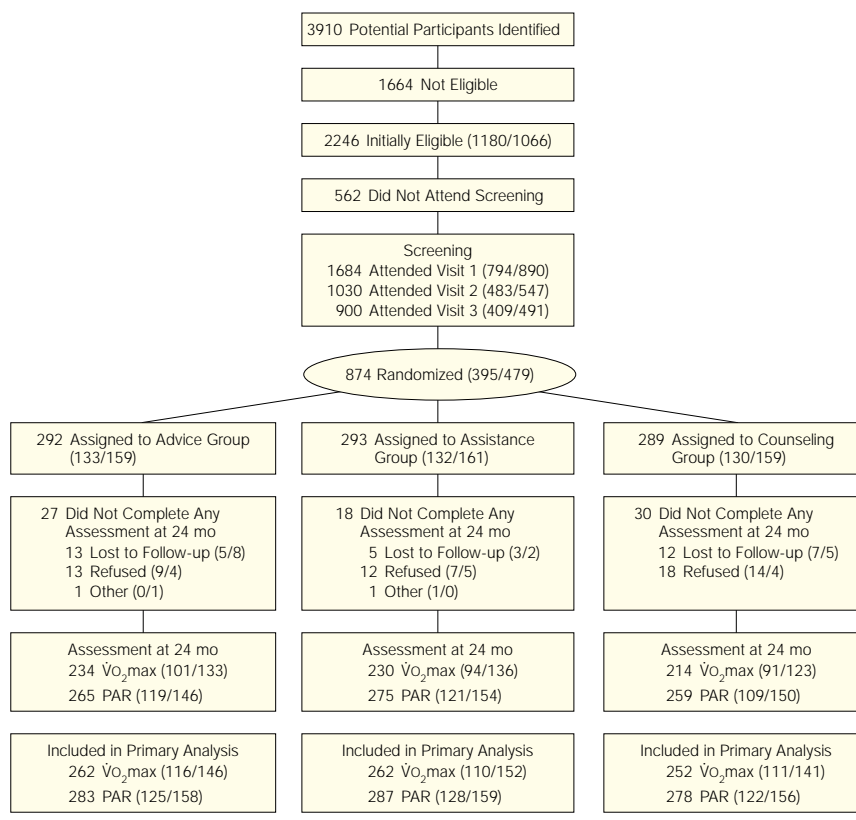 3910 Potential Participants Identified
1664 Not Eligible
2246 Initially Eligible (1180/1066)
562 Did Not Attend Screening
Screening
1684 Attended Visit 1 (794/890)
1030 Attended Visit 2 (483/547)
900 Attended Visit 3 (409/491)
874 Randomized (395/479)
292 Assigned to Advice Group
(133/159)
293 Assigned to Assistance
Group (132/161)
289 Assigned to Counseling
Group (130/159)
27 Did Not Complete Any
Assessment at 24 mo
13 Lost to Follow-up (5/8)
13 Refused (9/4)
1 Other (0/1)
18 Did Not Complete Any
Assessment at 24 mo
5 Lost to Follow-up (3/2)
12 Refused (7/5)
1 Other (1/0)
30 Did Not Complete Any
Assessment at 24 mo
12 Lost to Follow-up (7/5)
18 Refused (14/4)
Assessment at 24 mo
234 V̇O₂max (101/133)
265 PAR (119/146)
Assessment at 24 mo
230 V̇O₂max (94/136)
275 PAR (121/154)
Assessment at 24 mo
214 V̇O₂max (91/123)
259 PAR (109/150)
Included in Primary Analysis
262 V̇O₂max (116/146)
283 PAR (125/158)
Included in Primary Analysis
262 V̇O₂max (110/152)
287 PAR (128/159)
Included in Primary Analysis
252 V̇O₂max (111/141)
278 PAR (122/156)